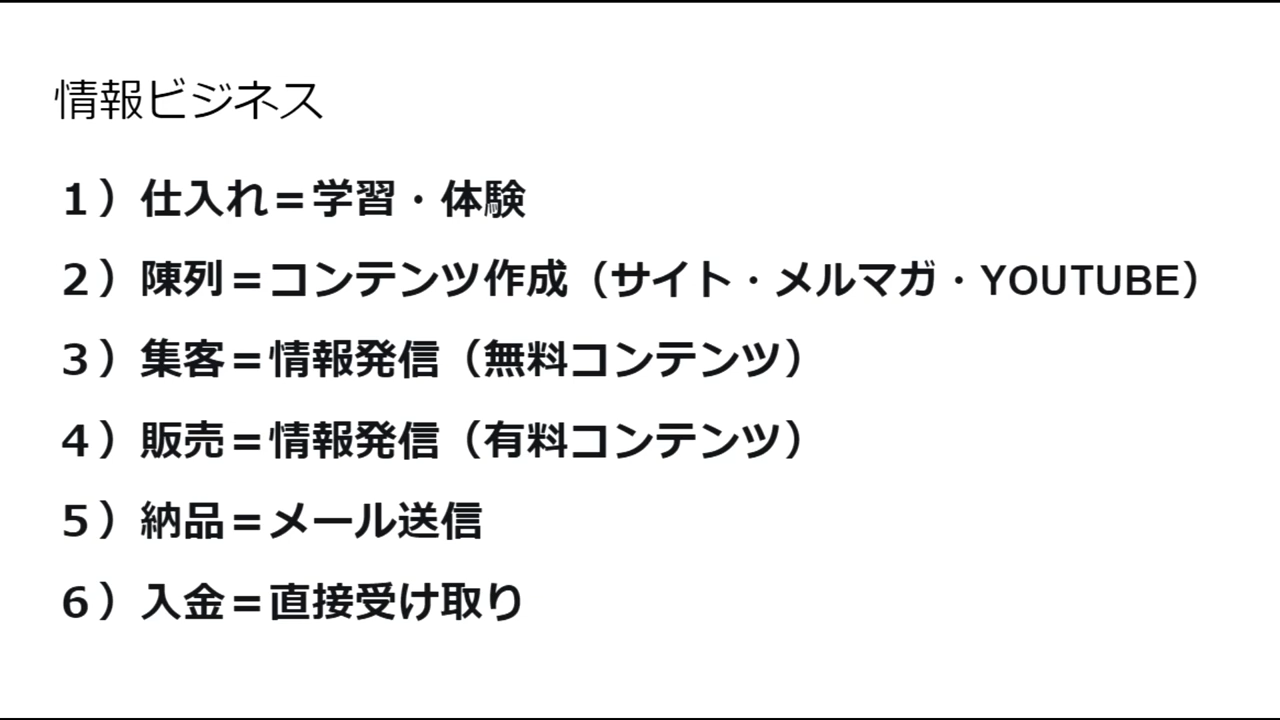 情報ビジネス
１）仕入れ＝学習・体験
２）陳列＝コンテンツ作成（サイト・メルマガ・YOUTUBE）
３）集客＝情報発信（無料コンテンツ）
４）販売＝情報発信（有料コンテンツ）
５）納品＝メール送信
６）入金＝直接受け取り